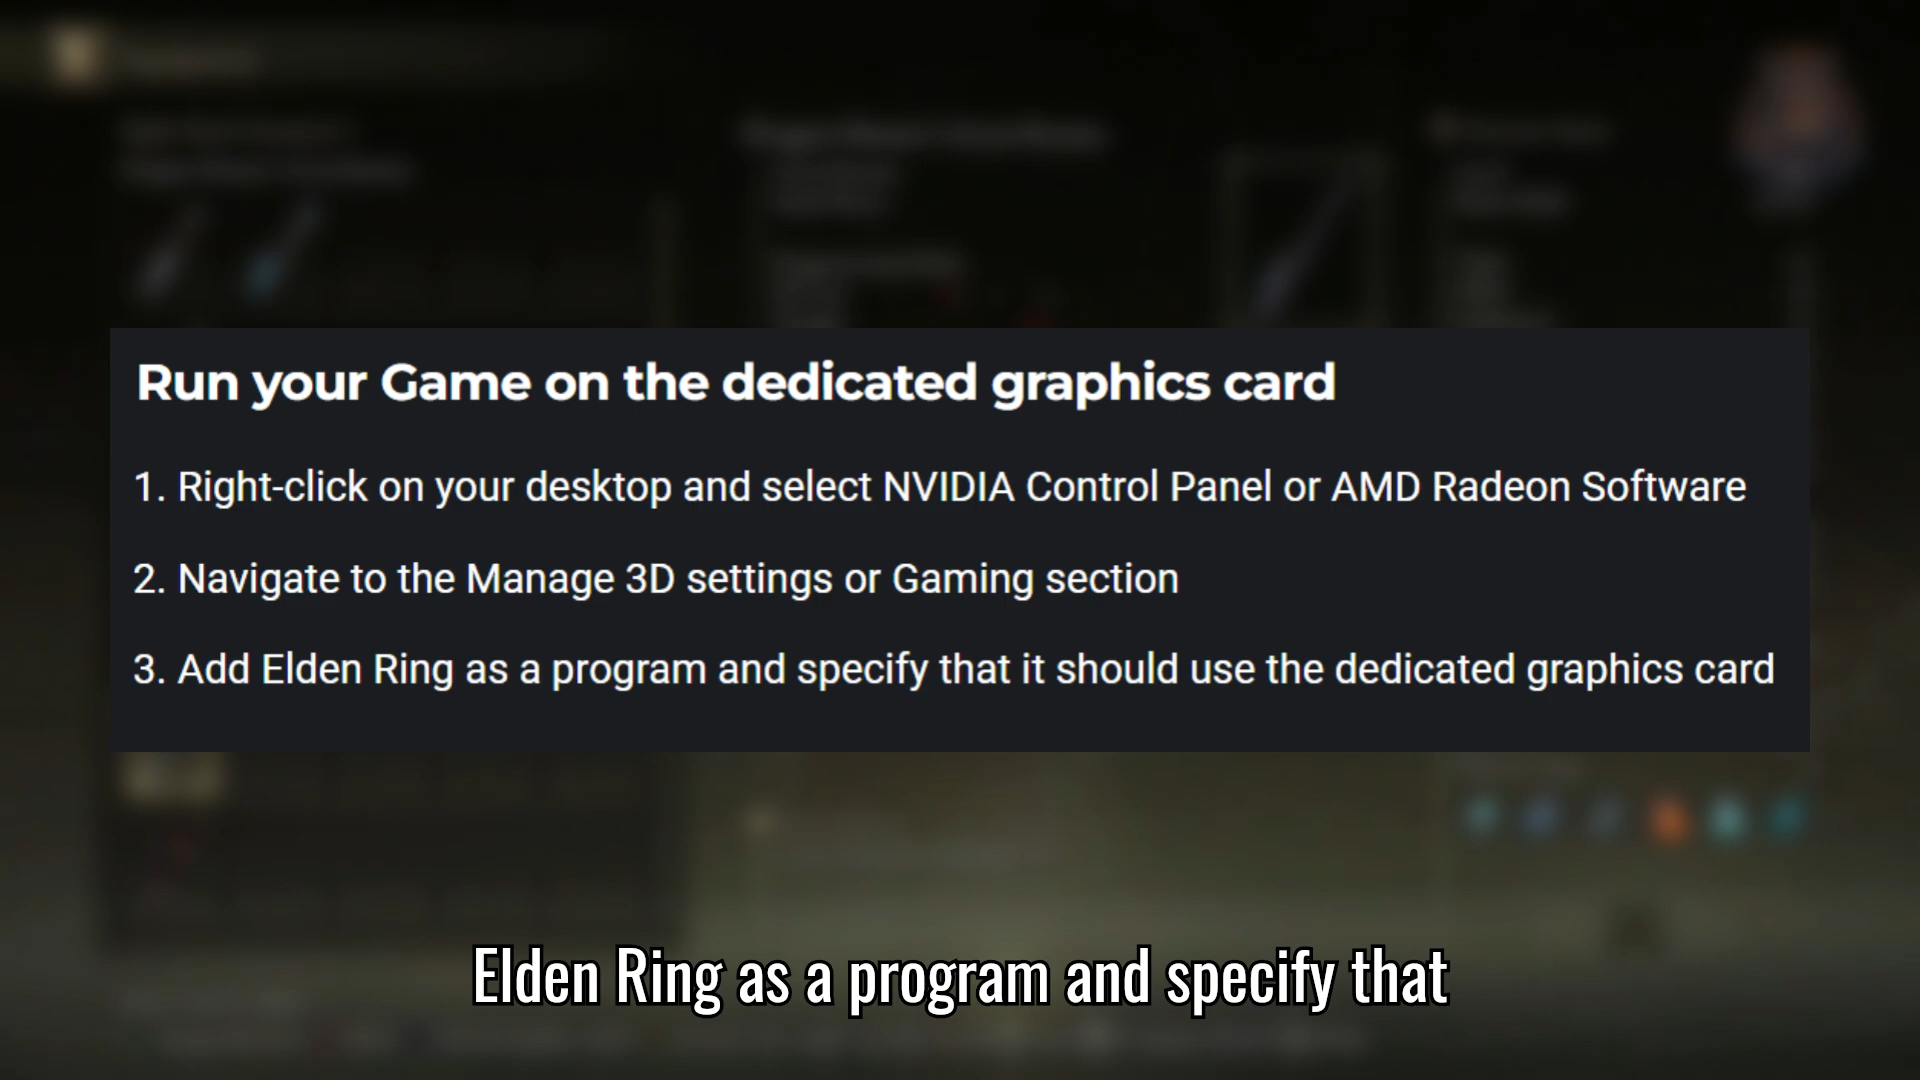 Run your Game on the dedicated graphics card
1. Right-click on your desktop and select NVIDIA Control Panel or AMD Radeon Software
2. Navigate to the Manage 3D settings or Gaming section
3. Add Elden Ring as a program and specify that it should use the dedicated graphics card
Elden Ring as a program and specify that